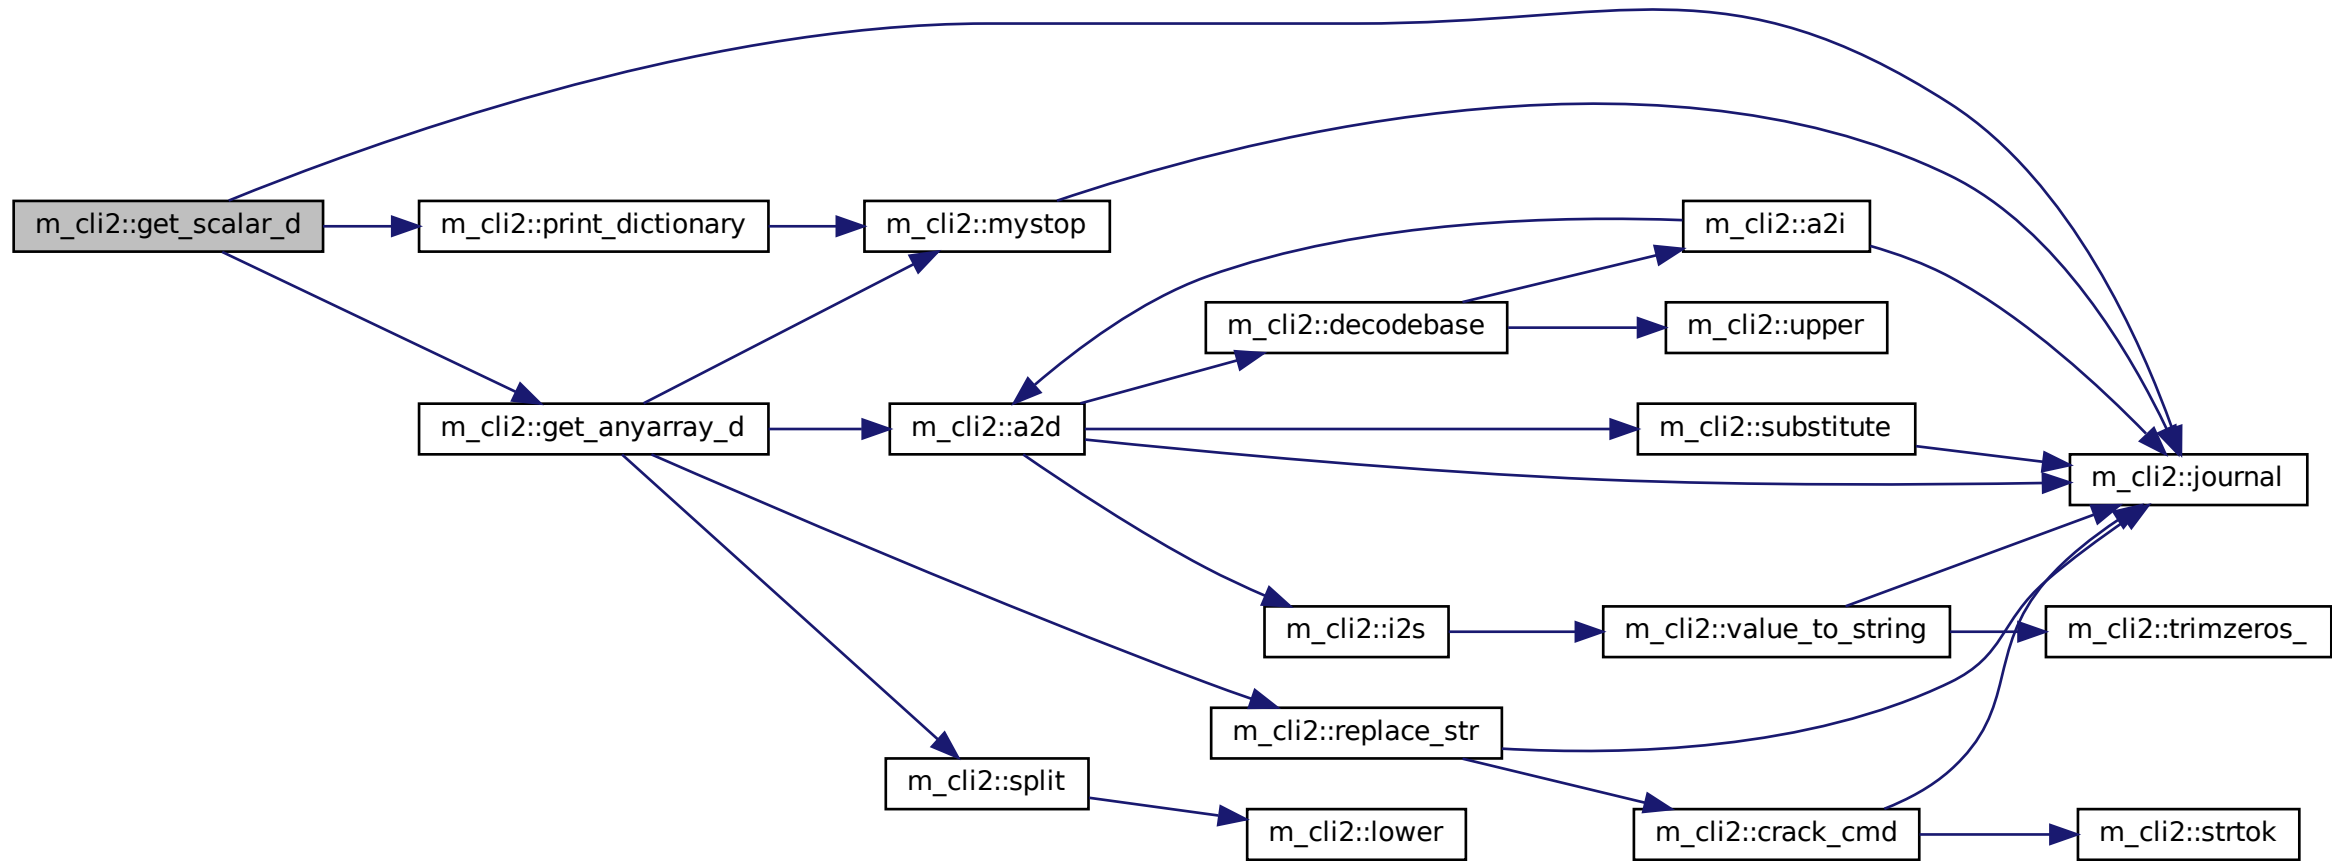 m_cli2::get_scalar_d
m_cli2::print_dictionary
m_cli2::mystop
m_cli2::a2i
m_cli2::decodebase
m_cli2::upper
m_cli2::get_anyarray_d
m_cli2::a2d
m_cli2::substitute
m_cli2::journal
m_cli2::i2s
m_cli2::value_to_string
m_cli2::trimzeros_
m_cli2::replace_str
m_cli2::split
m_cli2::lower
m_cli2::crack_cmd
m_cli2::strtok